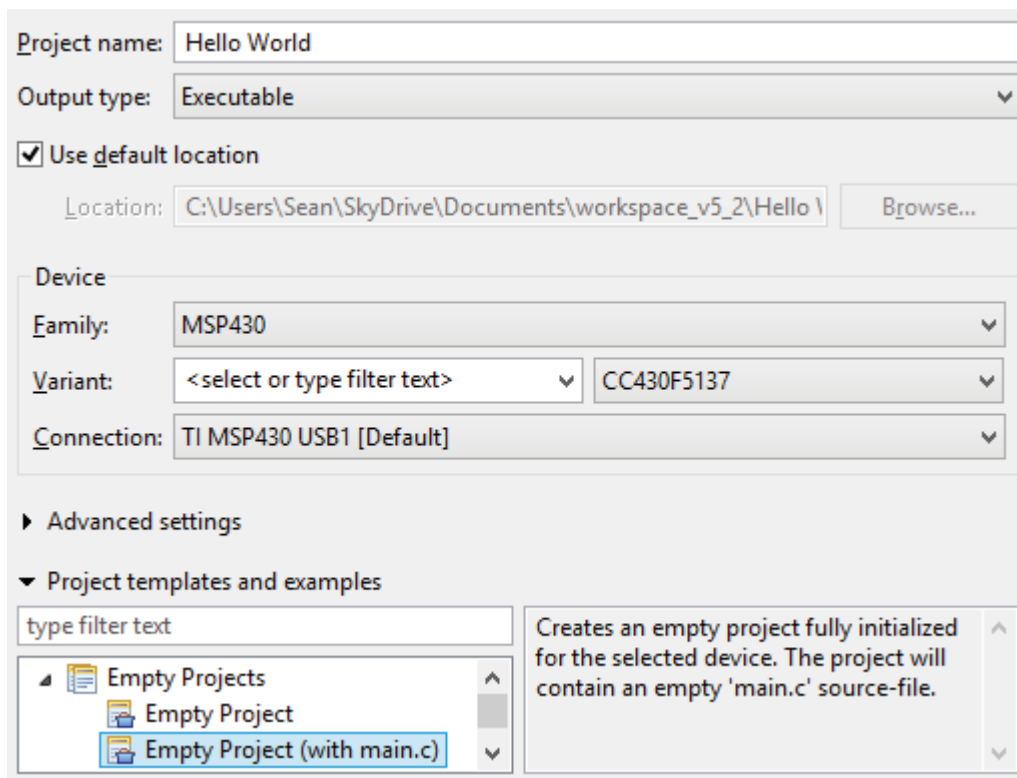 Project name: Hello World
Output type: Executable
Use default location
Location: C:\Users\Sean\SkyDrive\Documents\workspace_v5_2\Hello Browse...
Device
Family: MSP430
Variant: <select or type filter text> CC430F5137
Connection: TI MSP430 USB1 [Default]
Advanced settings
Project templates and examples
type filter text
Empty Projects
Empty Project
Empty Project (with main.c)
Creates an empty project fully initialized
for the selected device. The project will
contain an empty 'main.c' source-file.